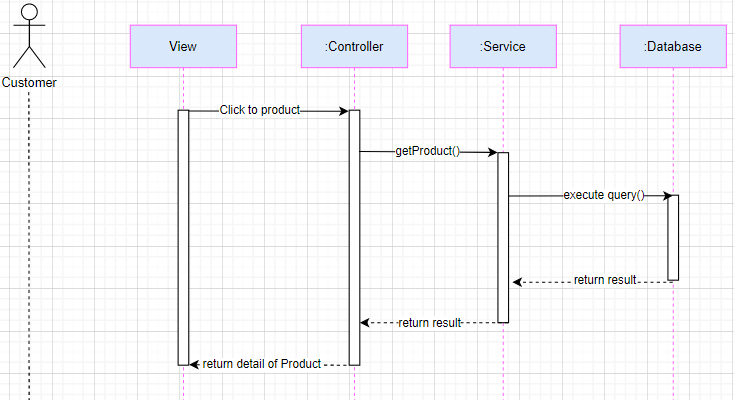 View
:Controller
:Service
:Database
Customer
Click to product
getProduct()
execute query()
return result
return result
return detail of Product